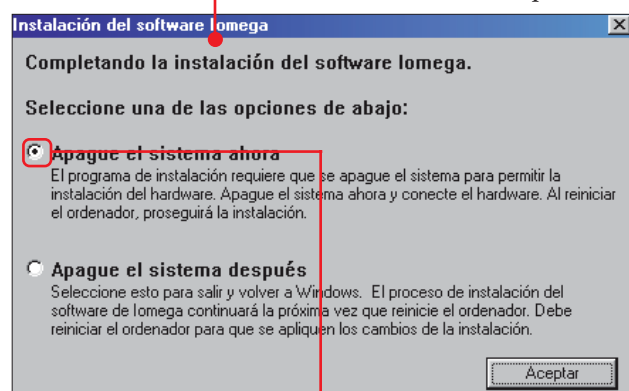 Instalación del software Iomega
Completando la instalación del software Iomega.
Seleccione una de las opciones de abajo:
Apague el sistema ahora
El programa de instalación requiere que se apague el sistema para permitir la
instalación del hardware. Apague el sistema ahora y conecte el hardware. Al reiniciar
el ordenador, proseguirá la instalación.
Apague el sistema después
Seleccione esto para salir y volver a Windows. El proceso de instalación del
software de Iomega continuará la próxima vez que reinicie el ordenador. Debe
reiniciar el ordenador para que se apliquen los cambios de la instalación.
Aceptar